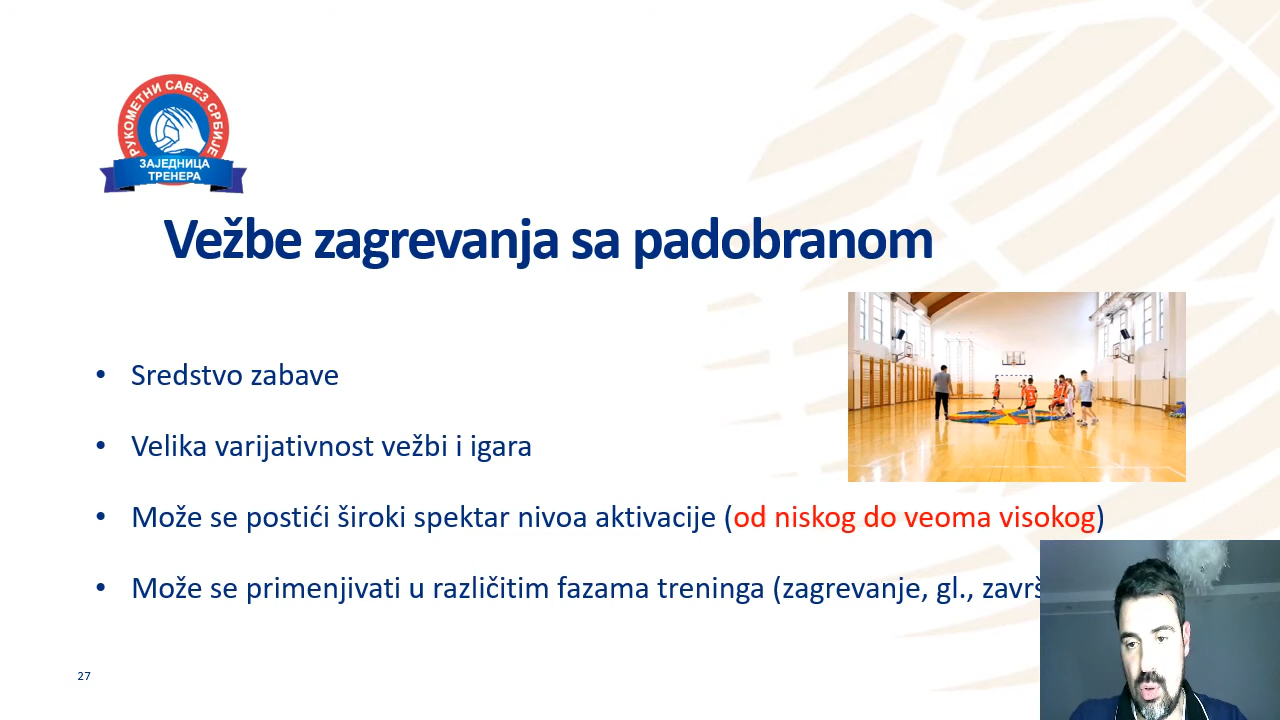 РУКОМЕТНИ САВЕЗ СРБИЈЕ
ЗАЈЕДНИЦА
ТРЕНЕРА
Vežbe zagrevanja sa padobranom
• Sredstvo zabave
• Velika varijativnost vežbi i igara
• Može se postići široki spektar nivoa aktivacije (od niskog do veoma visokog)
• Može se primenjivati u različitim fazama treninga (zagrevanje, gl.,
27